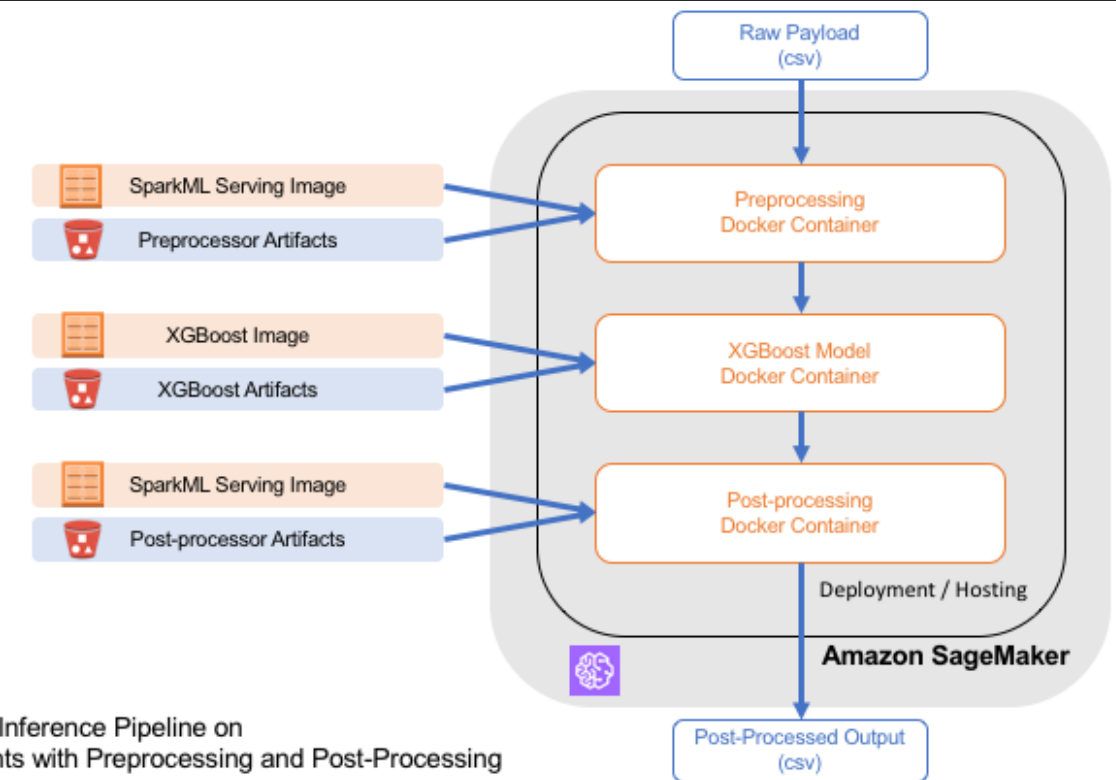 Raw Payload
(csv)
SparkML Serving Image
Preprocessor Artifacts
Preprocessing
Docker Container
XGBoost Image
XGBoost Artifacts
XGBoost Model
Docker Container
SparkML Serving Image
Post-processor Artifacts
Post-processing
Docker Container
Deployment / Hosting
Amazon SageMaker
Inference Pipeline on
with Preprocessing and Post-Processing
Post-Processed Output
(csv)